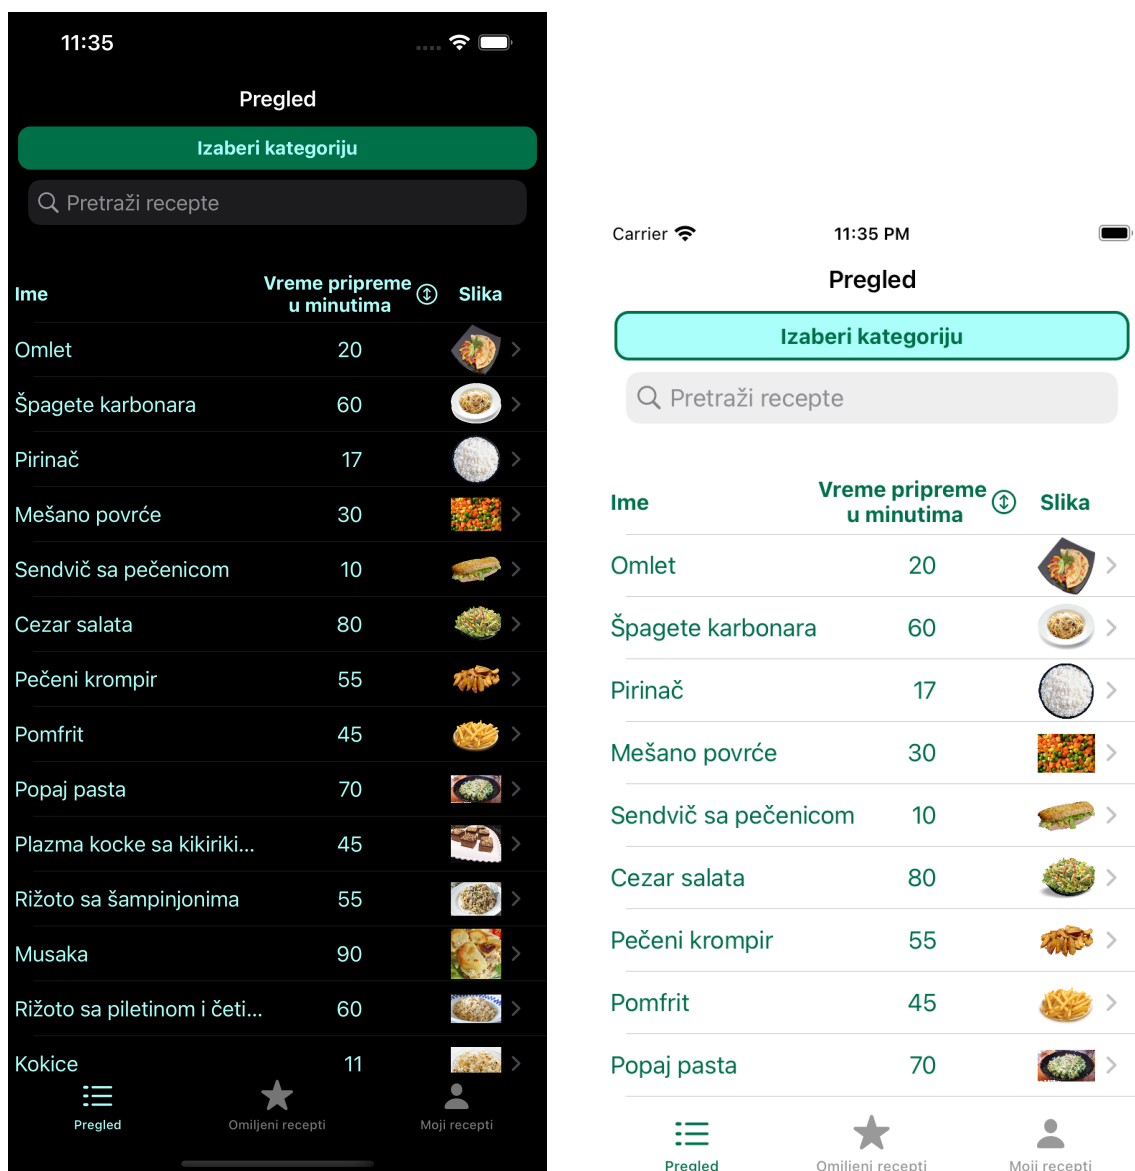 11:35
Pregled
Izaberi kategoriju
Pretraži recepte
Ime
Vreme pripreme
u minutima
Slika
Omlet 20
Špagete karbonara 60
Pirinač 17
Mešano povrće 30
Sendvič sa pečenicom 10
Cezar salata 80
Pečeni krompir 55
Pomfrit 45
Popaj pasta 70
Plazma kocke sa kikiriki... 45
Rižoto sa šampinjonima 55
Musaka 90
Rižoto sa piletinom i četi... 60
Kokice 11
Pregled Omiljeni recepti Moji recepti
Carrier 11:35 PM
Pregled
Izaberi kategoriju
Pretraži recepte
Ime
Vreme pripreme
u minutima
Slika
Omlet 20
Špagete karbonara 60
Pirinač 17
Mešano povrće 30
Sendvič sa pečenicom 10
Cezar salata 80
Pečeni krompir 55
Pomfrit 45
Popaj pasta 70
Pregled Omiljeni recepti Moji recepti